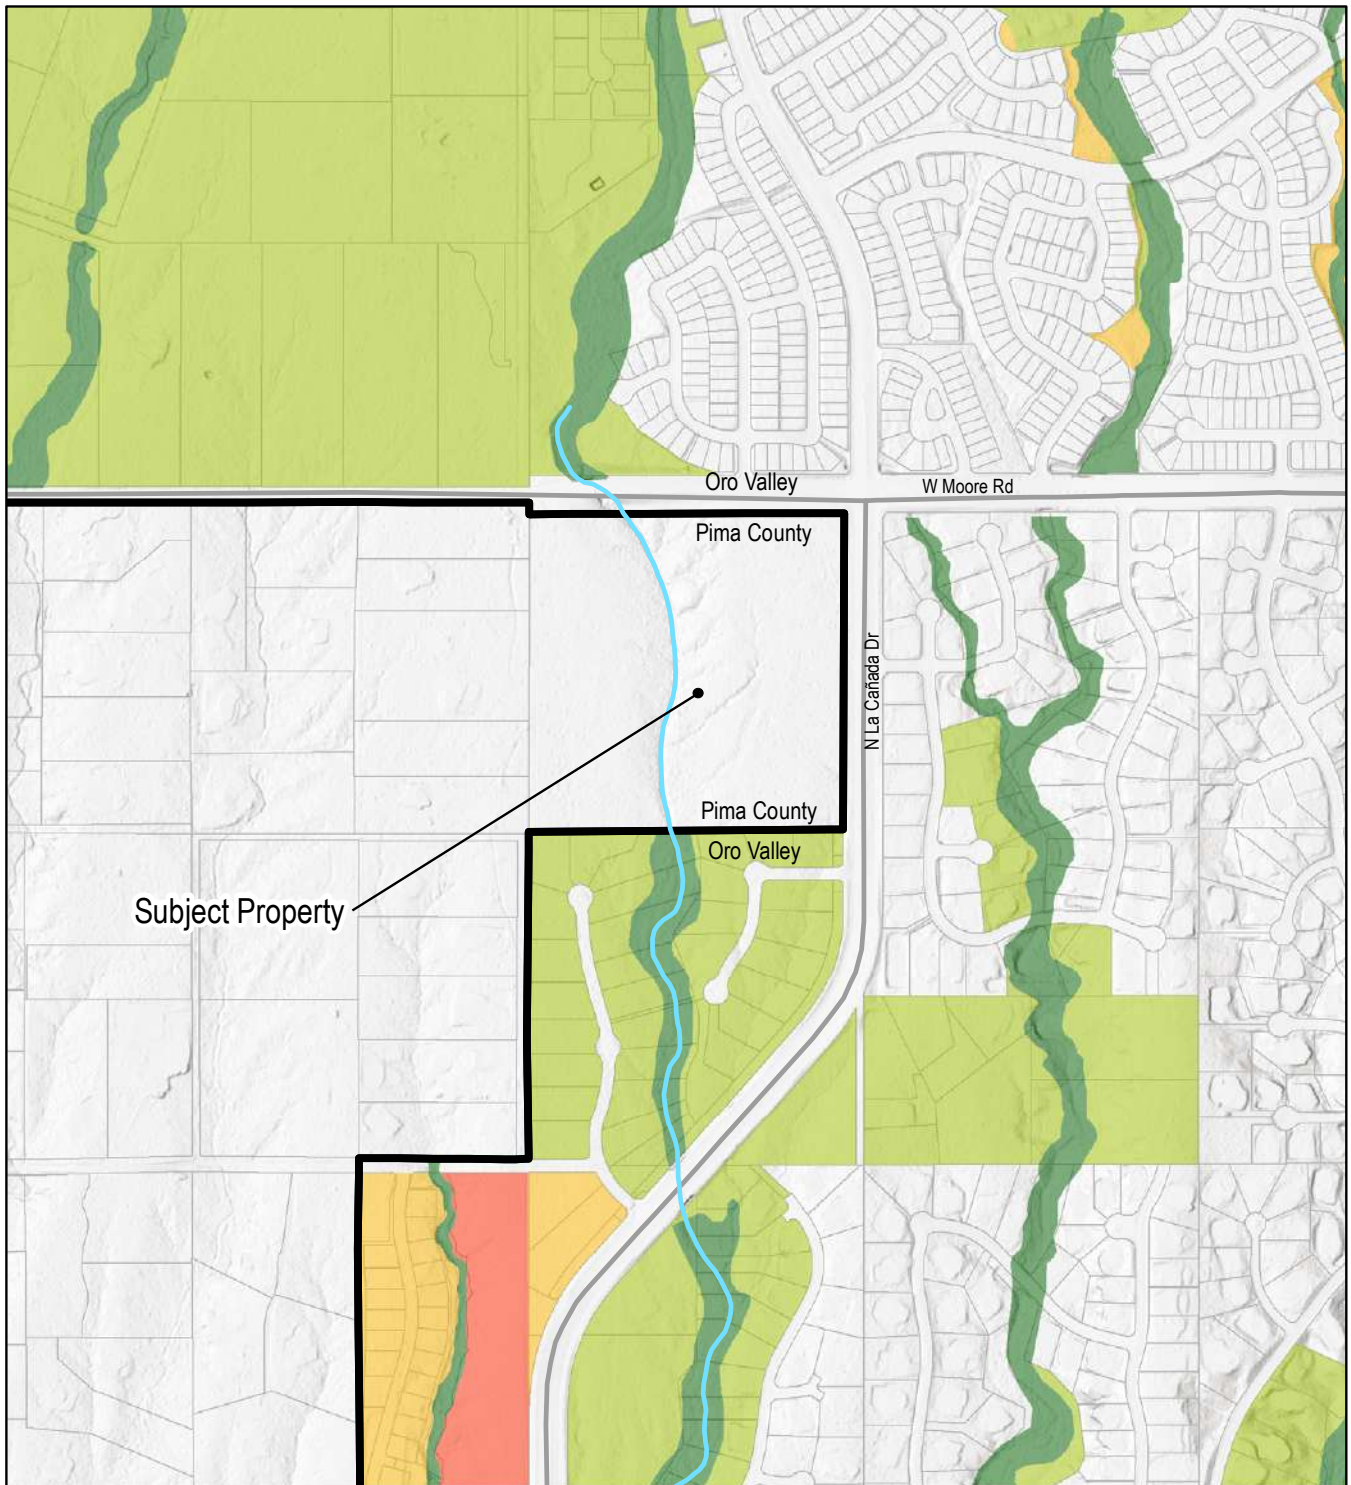 Oro Valley
W Moore Rd
Pima County
N La Cañada Dr
Pima County
Oro Valley
Subject Property